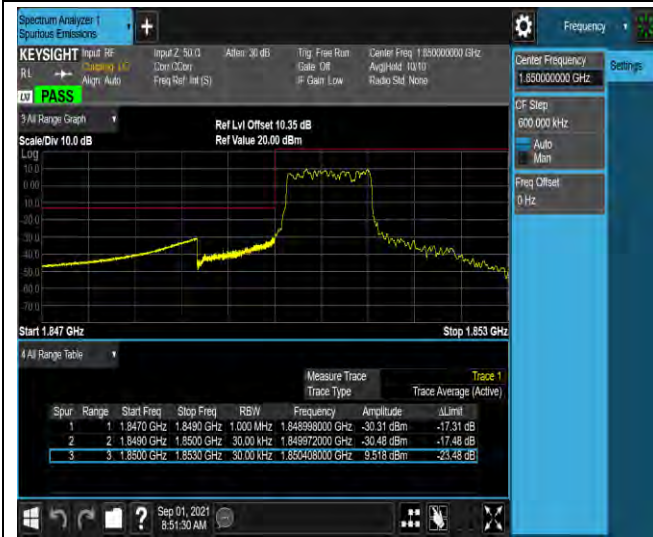 Spectrum Analyzer 1
Spurious Emissions
Frequency
KEYSIGHT Input: RF
RL
Coupling: DC
Align: Auto
Input Z: 50 Ω
Corr CCorr
Freq Ref: Int (S)
Atten: 30 dB
Trig: Free Run
Gate: Off
IF Gain: Low
Center Freq: 1.850000000 GHz
Avg|Hold: 10/10
Radio Std: None
LXI PASS
Center Frequency
1.850000000 GHz
Settings
CF Step
600.000 kHz
Auto
Man
Freq Offset
0 Hz
3 All Range Graph
Scale/Div 10.0 dB
Ref Lvl Offset 10.35 dB
Ref Value 20.00 dBm
Log
10.0
0.00
-10.0
-20.0
-30.0
-40.0
-50.0
-60.0
-70.0
Start 1.847 GHz
Stop 1.853 GHz
4 All Range Table
Measure Trace Trace 1
Trace Type Trace Average (Active)
Spur Range Start Freq Stop Freq RBW Frequency Amplitude ΔLimit
1 1 1.8470 GHz 1.8490 GHz 1.000 MHz 1.848998000 GHz -30.31 dBm -17.31 dB
2 2 1.8490 GHz 1.8500 GHz 30.00 kHz 1.849972000 GHz -30.48 dBm -17.48 dB
3 3 1.8500 GHz 1.8530 GHz 30.00 kHz 1.850408000 GHz 9.518 dBm -23.48 dB
Sep 01, 2021
8:51:30 AM